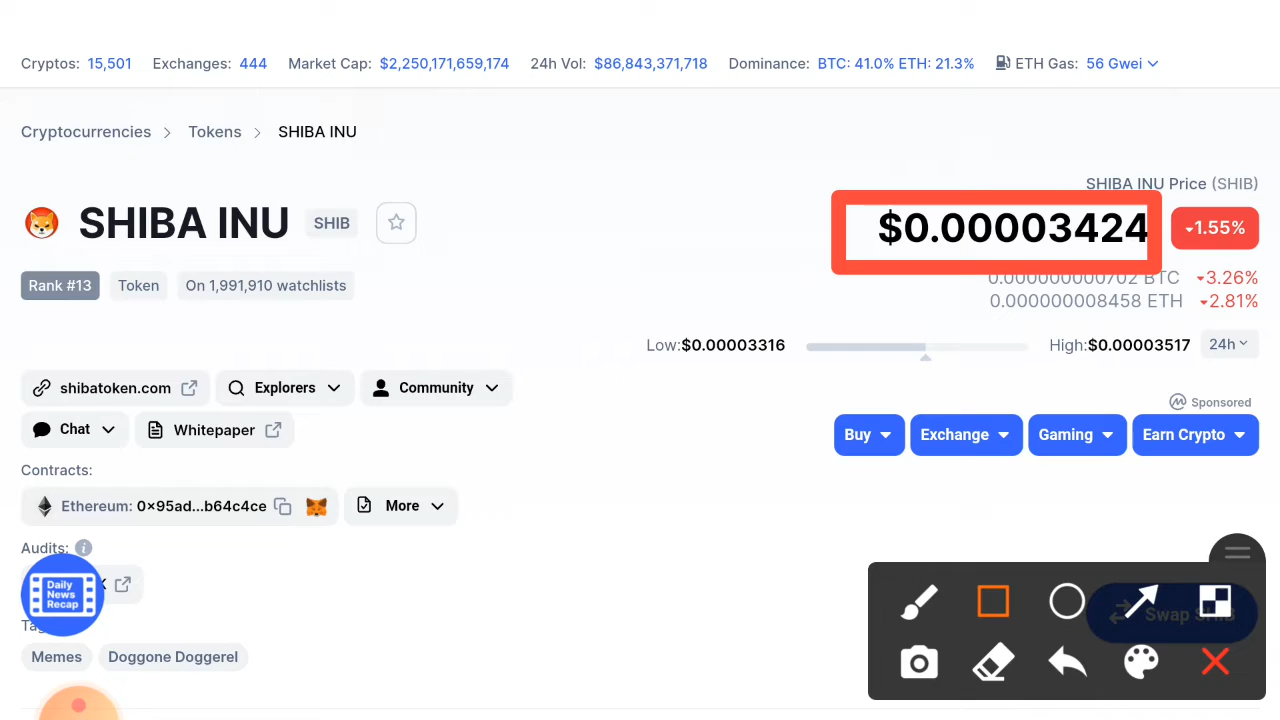 Cryptos: 15,501 Exchanges: 444 Market Cap: $2,250,171,659,174 24h Vol: $86,843,371,718 Dominance: BTC: 41.0% ETH: 21.3% ETH Gas: 56 Gwei
Cryptocurrencies > Tokens > SHIBA INU
SHIBA INU Price (SHIB)
SHIBA INU SHIB $0.00003424 1.55%
Rank #13 Token On 1,991,910 watchlists
0.000000000702 BTC 3.26%
0.000000008458 ETH 2.81%
Low:$0.00003316 High:$0.00003517 24h
shibatoken.com Explorers Community
Sponsored
Chat Whitepaper
Buy Exchange Gaming Earn Crypto
Contracts:
Ethereum: 0x95ad...b64c4ce More
Audits:
Daily
News
Recap
Swap SHIB
Memes Doggone Doggerel